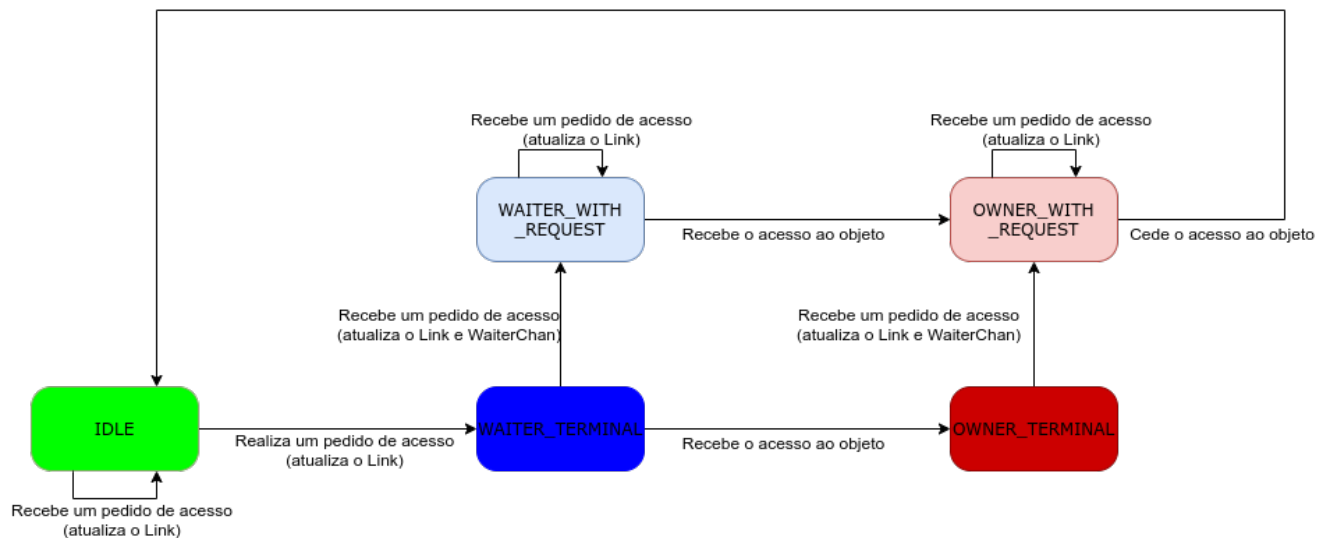 Recebe um pedido de acesso
(atualiza o Link)
Recebe um pedido de acesso
(atualiza o Link)
WAITER_WITH
_REQUEST
Recebe o acesso ao objeto
OWNER_WITH
_REQUEST
Cede o acesso ao objeto
Recebe um pedido de acesso
(atualiza o Link e WaiterChan)
Recebe um pedido de acesso
(atualiza o Link e WaiterChan)
IDLE
Realiza um pedido de acesso
(atualiza o Link)
WAITER_TERMINAL
Recebe o acesso ao objeto
OWNER_TERMINAL
Recebe um pedido de acesso
(atualiza o Link)